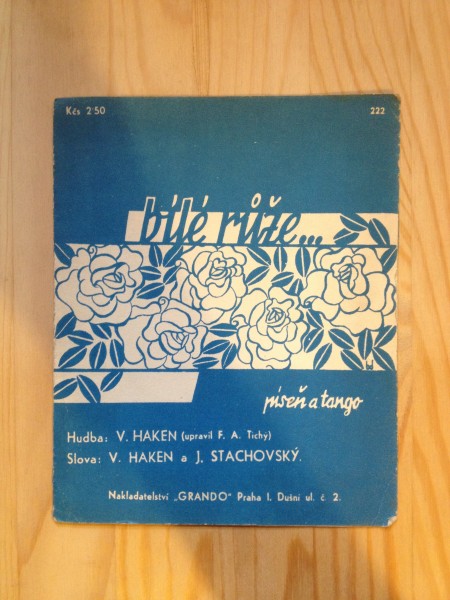 Kčs 2·50 222
bílé růže...
píseň a tango
Hudba: V. HAKEN (upravil F. A. Tichý)
Slova: V. HAKEN a J. STACHOVSKÝ.
Nakladatelství „GRANDO" Praha I. Dušní ul. č. 2.